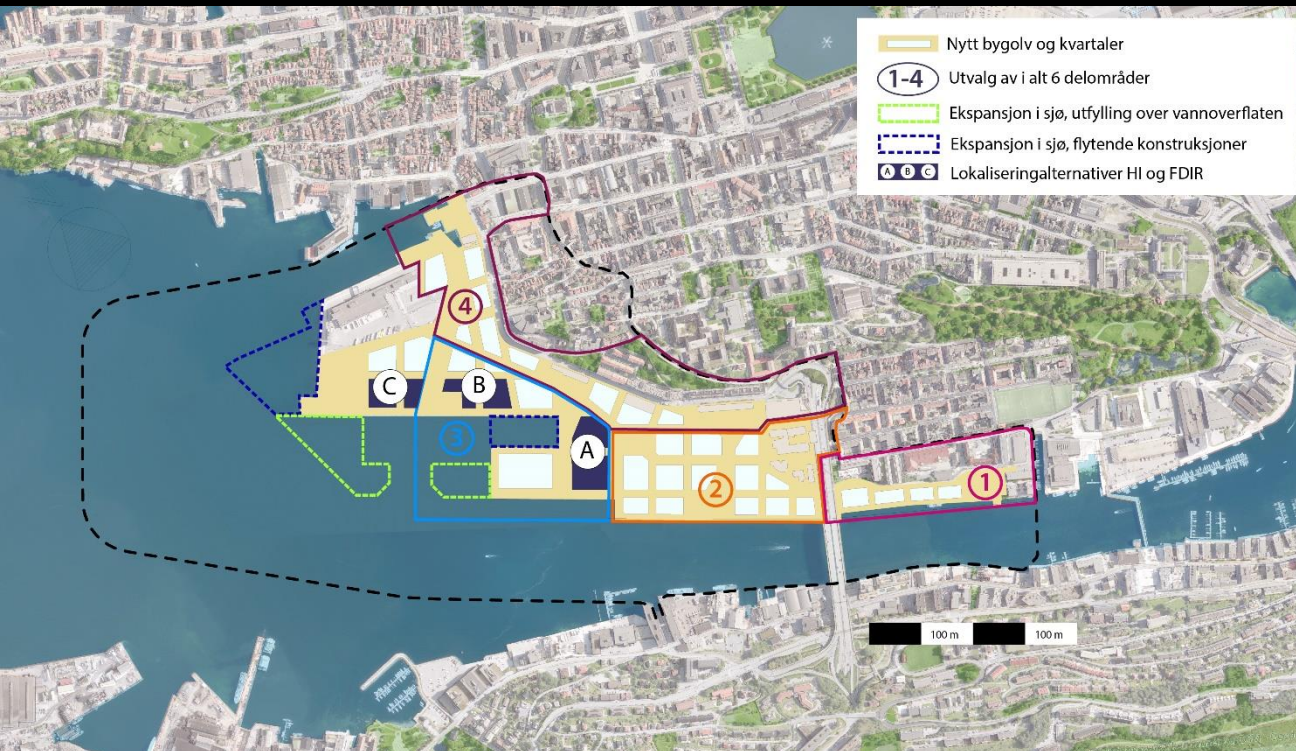 Nytt bygolv og kvartaler
1-4 Utvalg av i alt 6 delområder
Ekspansjon i sjø, utfylling over vannoverflaten
Ekspansjon i sjø, flytende konstruksjoner
A B C Lokaliseringalternativer HI og FDIR
4
C
B
3
A
2
1
100 m 100 m